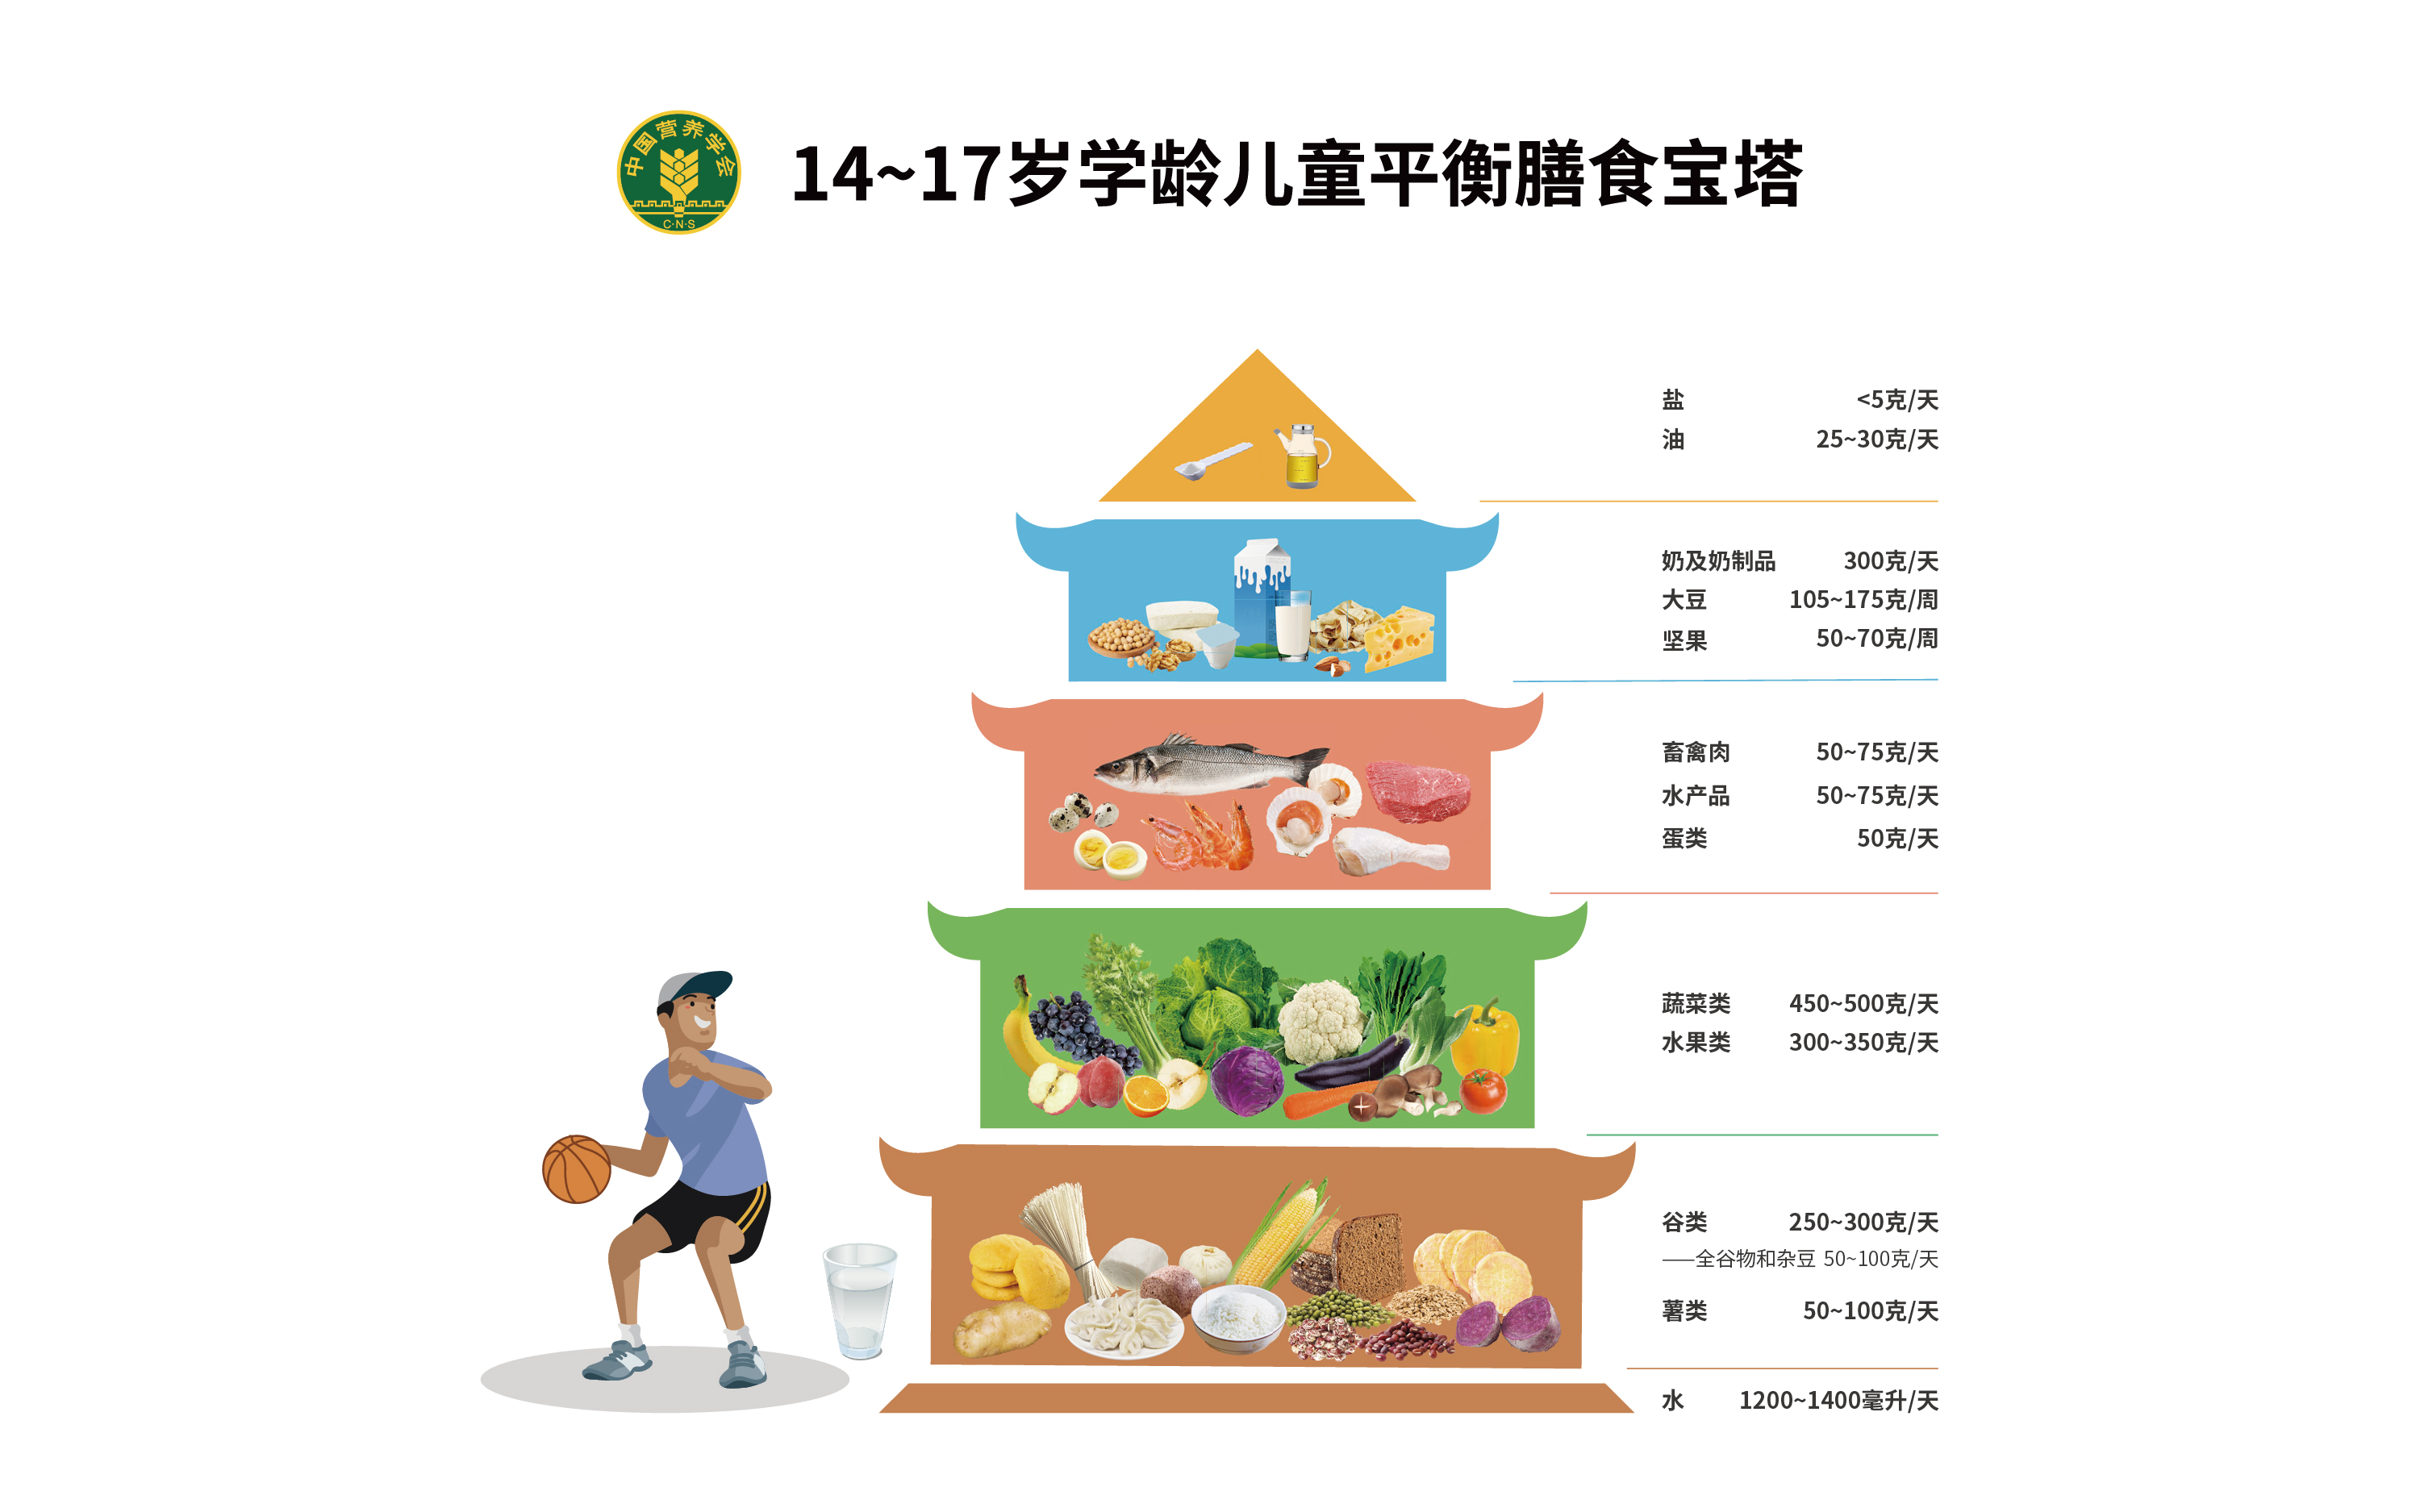 中国营养学会
C·N·S
14~17岁学龄儿童平衡膳食宝塔
盐 <5克/天
油 25~30克/天
奶及奶制品 300克/天
大豆 105~175克/周
坚果 50~70克/周
畜禽肉 50~75克/天
水产品 50~75克/天
蛋类 50克/天
蔬菜类 450~500克/天
水果类 300~350克/天
谷类 250~300克/天
——全谷物和杂豆 50~100克/天
薯类 50~100克/天
水 1200~1400毫升/天